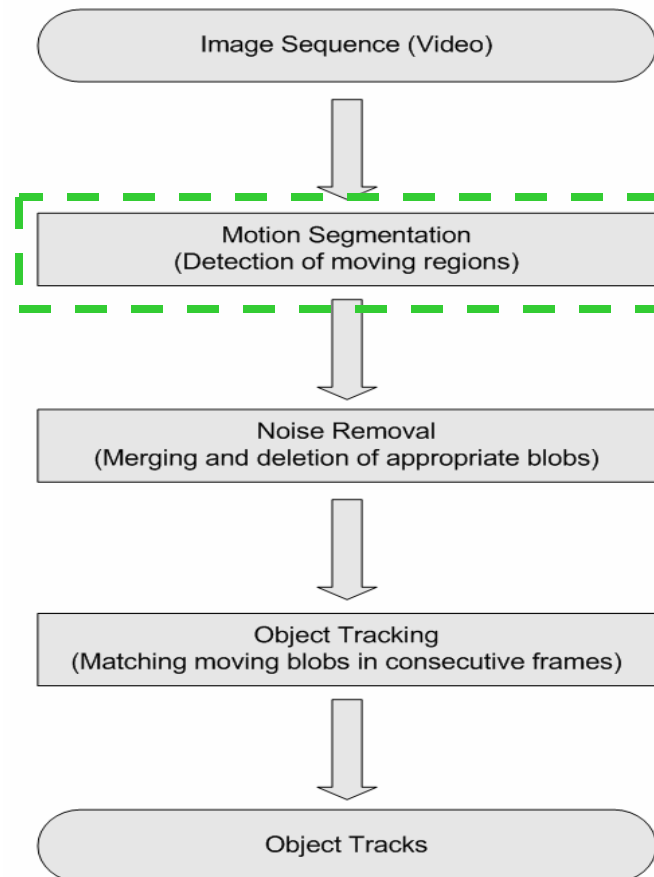 Image Sequence (Video)
Motion Segmentation
(Detection of moving regions)
Noise Removal
(Merging and deletion of appropriate blobs)
Object Tracking
(Matching moving blobs in consecutive frames)
Object Tracks